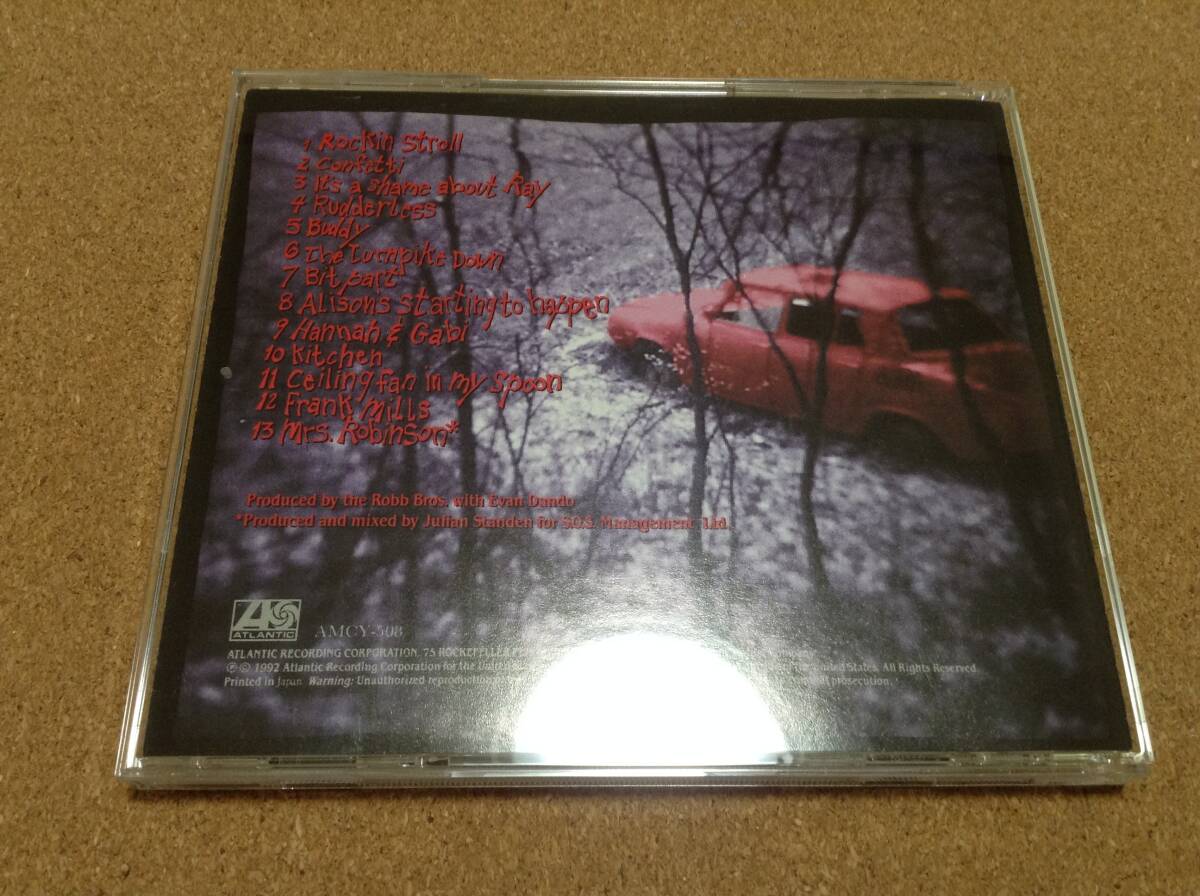 1 Rockin Stroll
2 Confetti
3 It's a shame about Ray
4 Rudderless
5 Buddy
6 The Turnpike Down
7 Bit part
8 Alison's starting to happen
9 Hannah & Gabi
10 Kitchen
11 Ceiling fan in my spoon
12 Frank Mills
13 Mrs. Robinson*
Produced by the Robb Bros. with Evan Dando
*Produced and mixed by Julian Standen for S.O.S. Management Ltd.
ATLANTIC
AMCY-508
ATLANTIC RECORDING CORPORATION, 75 ROCKEFELLER
℗ © 1992 Atlantic Recording Corporation for the United States. All Rights Reserved.
Printed in Japan Warning: Unauthorized reproduction of prosecution.